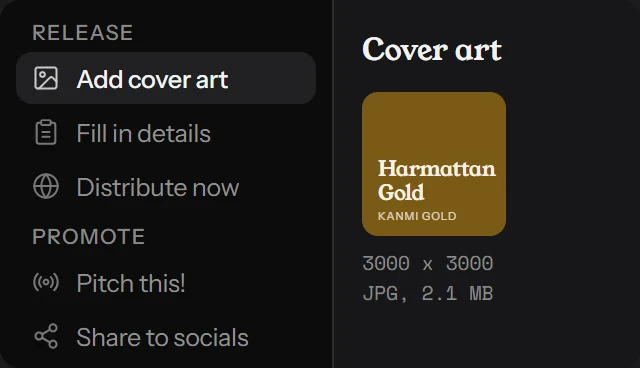 RELEASE
Add cover art
Fill in details
Distribute now
PROMOTE
Pitch this!
Share to socials
Cover art
Harmattan
Gold
KANMI GOLD
3000 x 3000
JPG, 2.1 MB